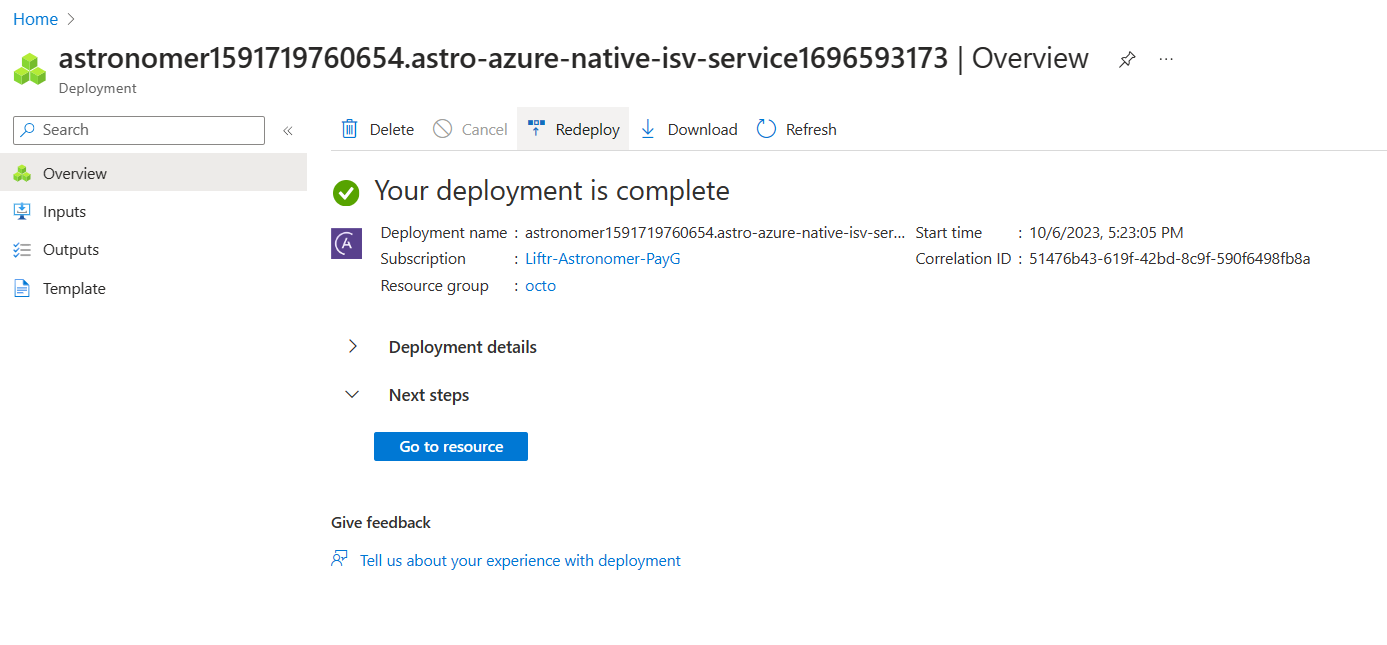 Home
astronomer1591719760654.astro-azure-native-isv-service1696593173 | Overview
Deployment
Search
Delete Cancel Redeploy Download Refresh
Overview
Inputs
Outputs
Template
Your deployment is complete
A
Deployment name : astronomer1591719760654.astro-azure-native-isv-ser... Start time : 10/6/2023, 5:23:05 PM
Subscription : Liftr-Astronomer-PayG Correlation ID : 51476b43-619f-42bd-8c9f-590f6498fb8a
Resource group : octo
Deployment details
Next steps
Go to resource
Give feedback
Tell us about your experience with deployment